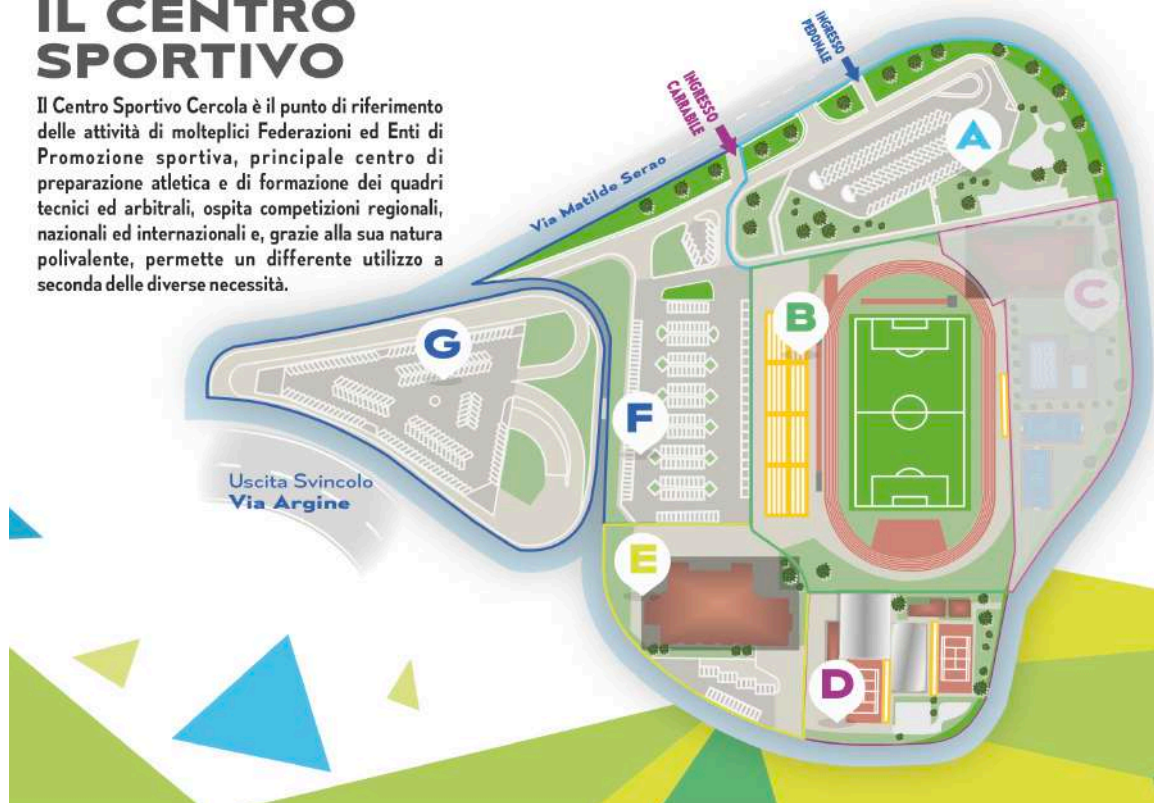 IL CENTRO
SPORTIVO
Il Centro Sportivo Cercola è il punto di riferimento
delle attività di molteplici Federazioni ed Enti di
Promozione sportiva, principale centro di
preparazione atletica e di formazione dei quadri
tecnici ed arbitrali, ospita competizioni regionali,
nazionali ed internazionali e, grazie alla sua natura
polivalente, permette un differente utilizzo a
seconda delle diverse necessità.
INGRESSO
PEDONALE
INGRESSO
CARRABILE
Via Matilde Serao
A
B
C
G
F
Uscita Svincolo
Via Argine
E
D